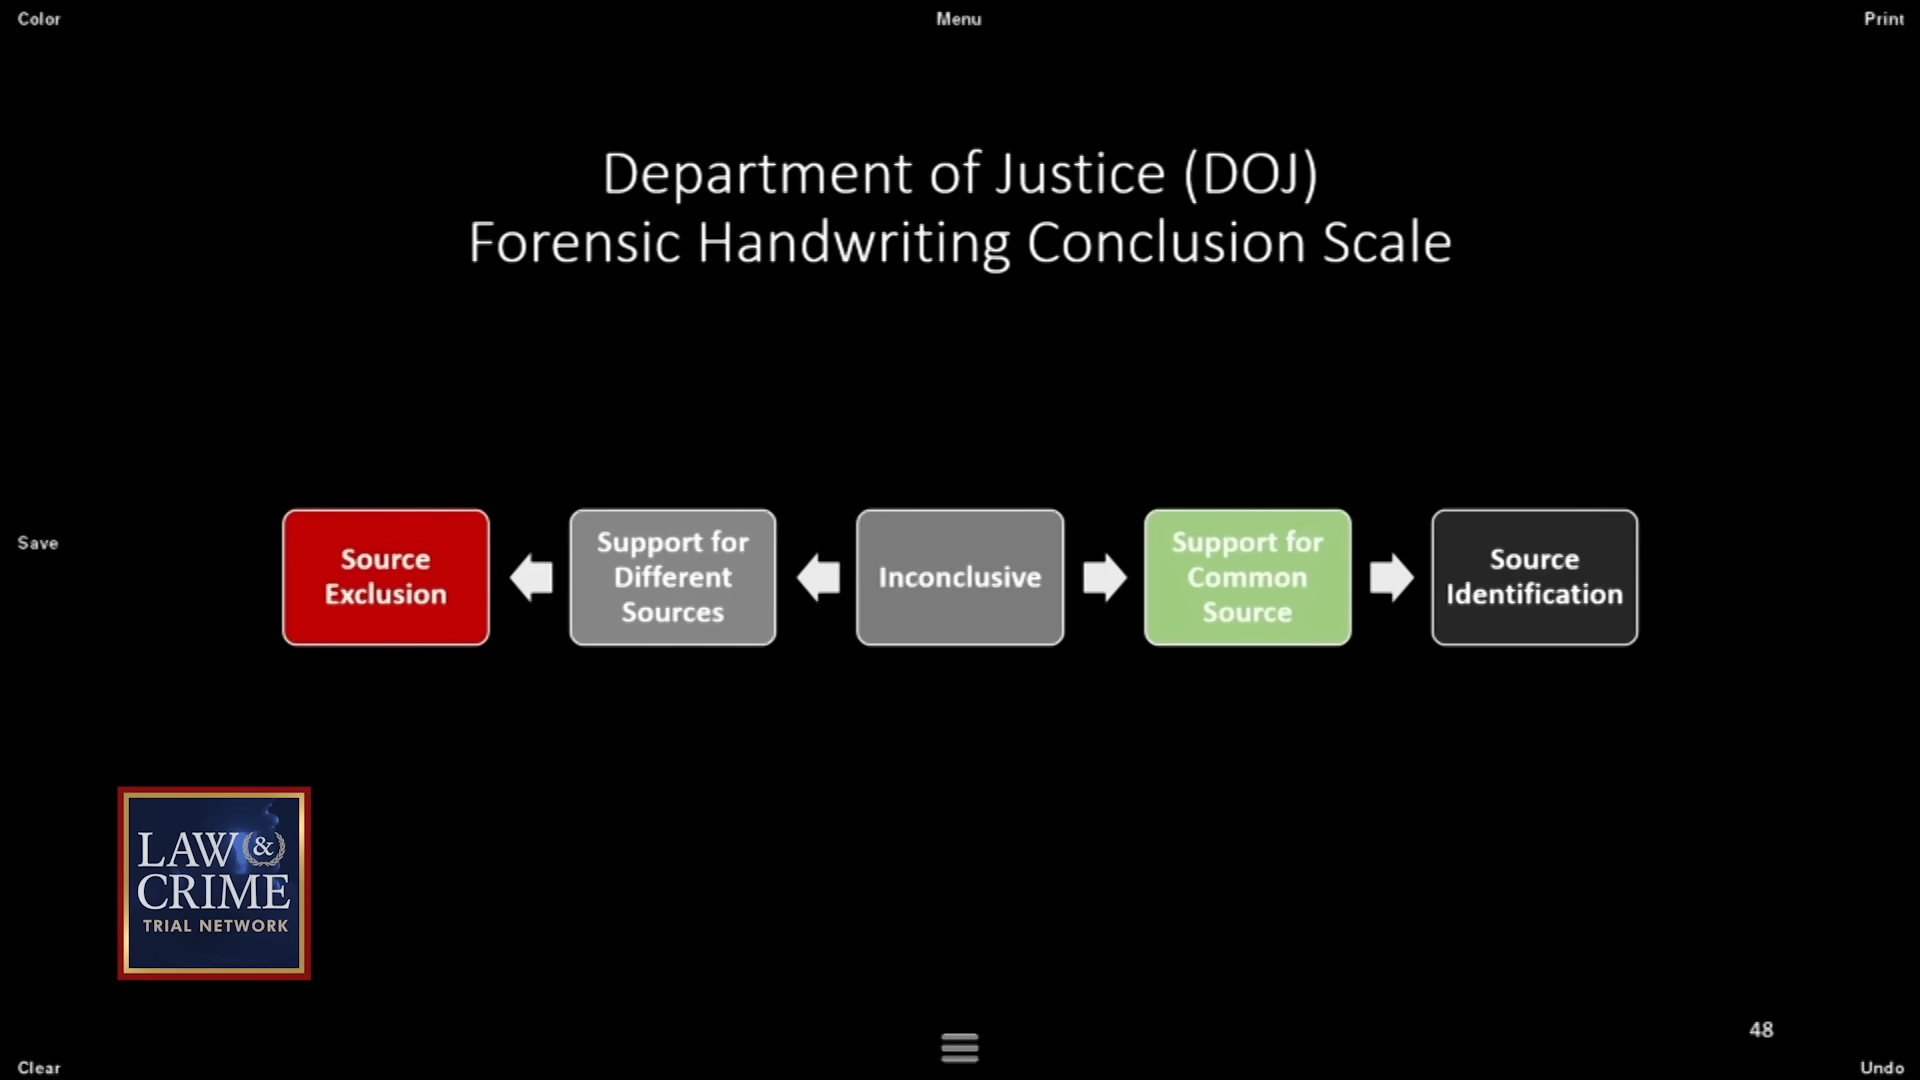 Color
Menu
Print
Department of Justice (DOJ)
Forensic Handwriting Conclusion Scale
Save
Source
Exclusion
Support for
Different
Sources
Inconclusive
Support for
Common
Source
Source
Identification
LAW &
CRIME
TRIAL NETWORK
48
Clear
Undo